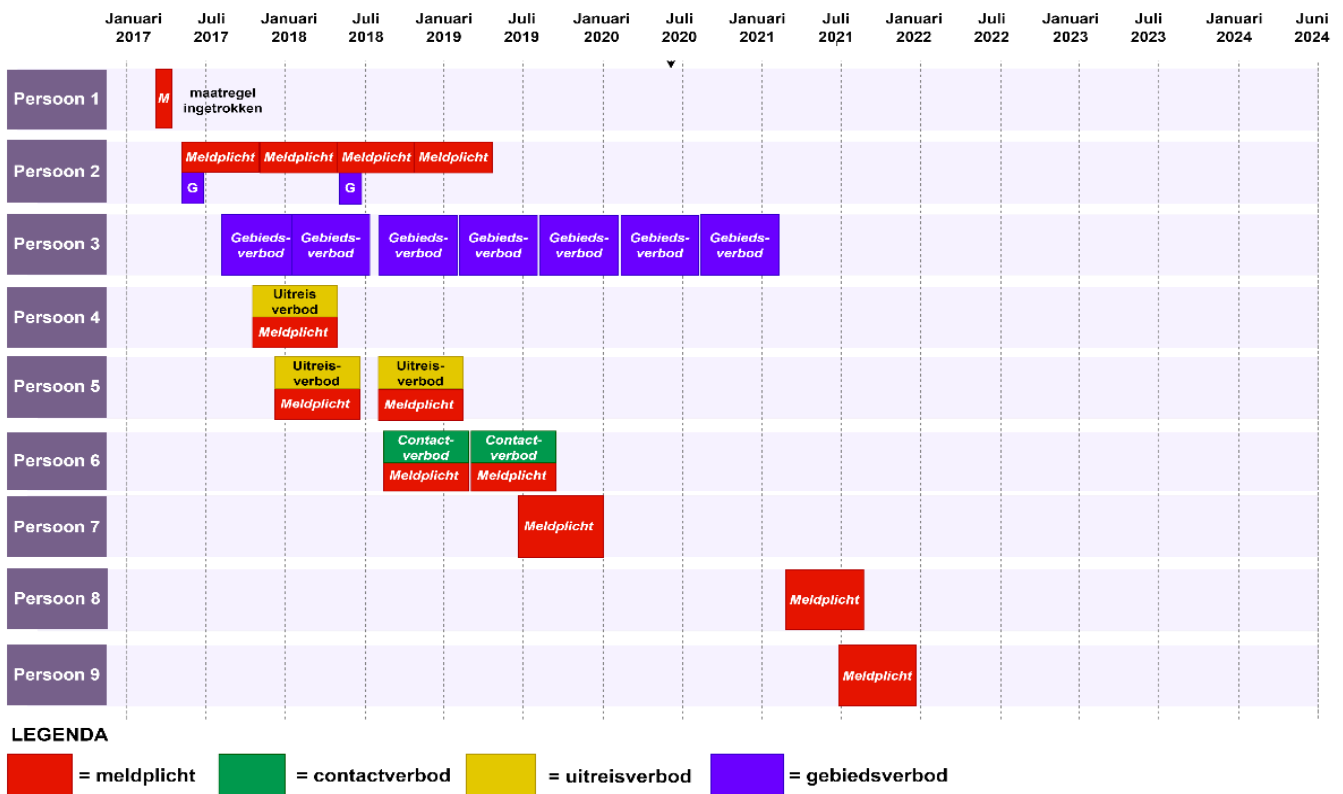 Januari Juli Januari Juli Januari Juli Januari Juli Januari Juli Januari Juli Januari Juli Januari Juni
2017 2017 2018 2018 2019 2019 2020 2020 2021 2021 2022 2022 2023 2023 2024 2024
Persoon 1
M
maatregel
ingetrokken
Persoon 2
Meldplicht Meldplicht Meldplicht Meldplicht
G G
Persoon 3
Gebieds- Gebieds- Gebieds- Gebieds- Gebieds- Gebieds- Gebieds-
verbod verbod verbod verbod verbod verbod verbod
Persoon 4
Uitreis
verbod
Meldplicht
Persoon 5
Uitreis- Uitreis-
verbod verbod
Meldplicht Meldplicht
Persoon 6
Contact- Contact-
verbod verbod
Meldplicht Meldplicht
Persoon 7
Meldplicht
Persoon 8
Meldplicht
Persoon 9
Meldplicht
LEGENDA
= meldplicht = contactverbod = uitreisverbod = gebiedsverbod